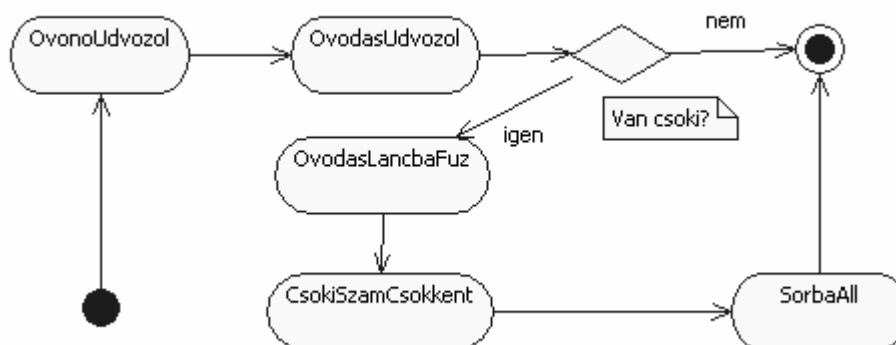 OvonoUdvozol
OvodasUdvozol
nem
Van csoki?
igen
OvodasLancbaFuz
CsokiSzamCsokkent
SorbaAll